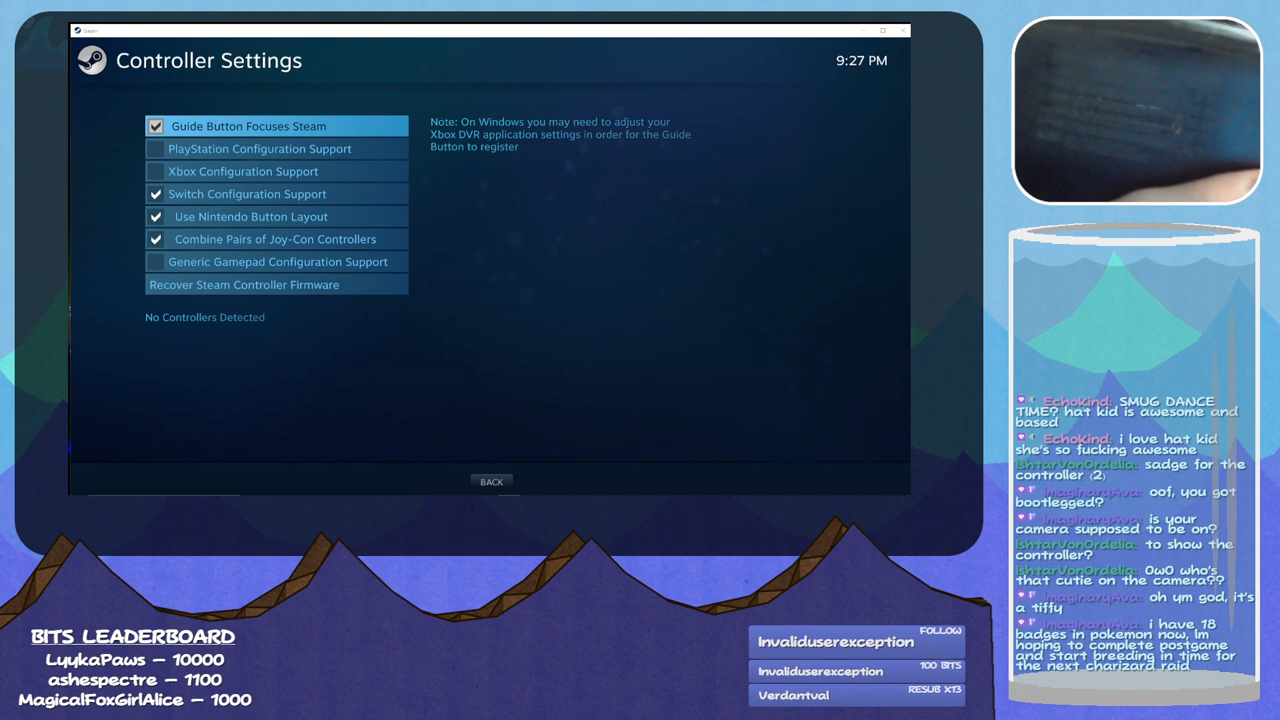 Steam
Controller Settings
9:27 PM
Guide Button Focuses Steam
PlayStation Configuration Support
Xbox Configuration Support
Switch Configuration Support
Use Nintendo Button Layout
Combine Pairs of Joy-Con Controllers
Generic Gamepad Configuration Support
Recover Steam Controller Firmware
No Controllers Detected
Note: On Windows you may need to adjust your
Xbox DVR application settings in order for the Guide
Button to register
BACK
EchoKind: SMUG DANCE
TIME? hat kid is awesome and
based
EchoKind: i love hat kid
she's so fucking awesome
IshtarVonOrdelia: sadge for the
controller (2)
ImaginaryAva: oof, you got
bootlegged?
ImaginaryAva: is your
camera supposed to be on?
IshtarVonOrdelia: to show the
controller?
IshtarVonOrdelia: OwO who's
that cutie on the camera??
ImaginaryAva: oh ym god, it's
a tiffy
ImaginaryAva: i have 18
badges in pokemon now, Im
hoping to complete postgame
and start breeding in time for
the next charizard raid
BITS LEADERBOARD
LyykaPaws – 10000
ashespectre – 1100
MagicalFoxGirlAlice – 1000
FOLLOW
Invaliduserexception
100 BITS
Invaliduserexception
RESUB X13
Verdantval